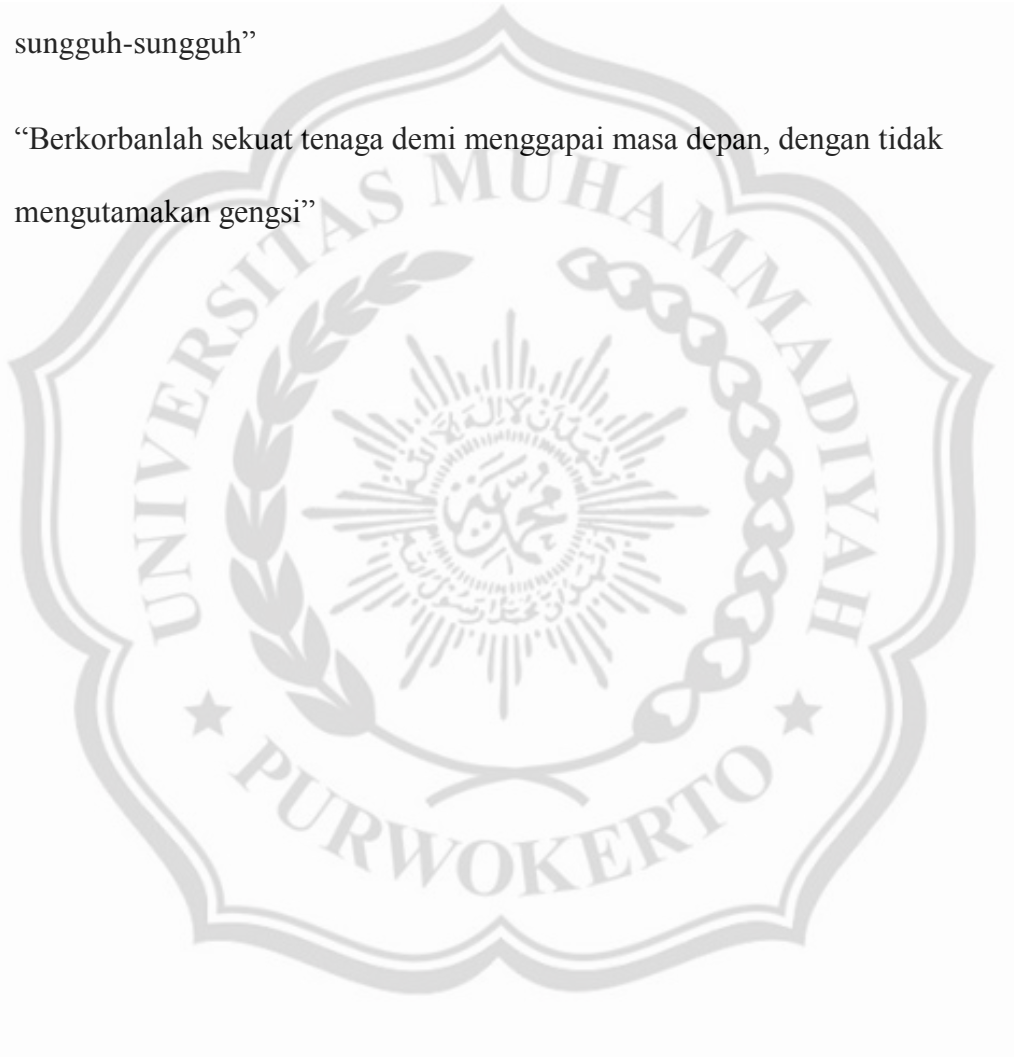 sungguh-sungguh”
“Berkorbanlah sekuat tenaga demi menggapai masa depan, dengan tidak
mengutamakan gengsi”
UNIVERSITAS MUHAMMADIYAH
PURWOKERTO